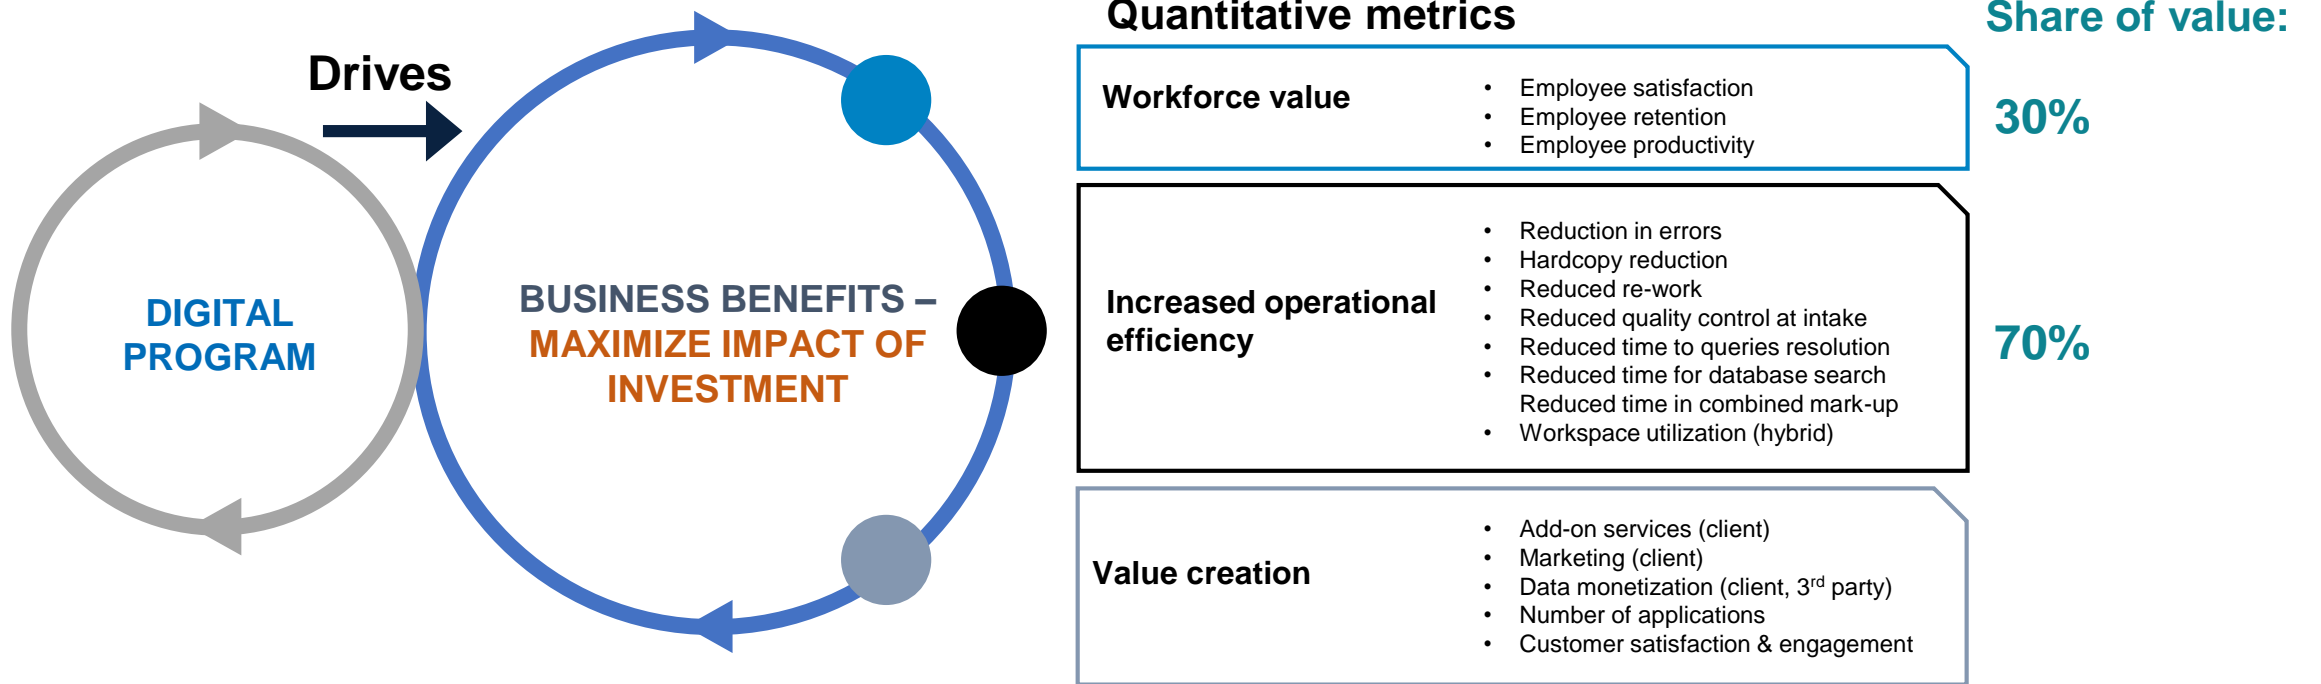 Drives
DIGITAL
PROGRAM
BUSINESS BENEFITS –
MAXIMIZE IMPACT OF
INVESTMENT
Quantitative metrics
Share of value:
Workforce value
• Employee satisfaction
• Employee retention
• Employee productivity
30%
Increased operational
efficiency
• Reduction in errors
• Hardcopy reduction
• Reduced re-work
• Reduced quality control at intake
• Reduced time to queries resolution
• Reduced time for database search
Reduced time in combined mark-up
• Workspace utilization (hybrid)
70%
Value creation
• Add-on services (client)
• Marketing (client)
• Data monetization (client, 3rd party)
• Number of applications
• Customer satisfaction & engagement